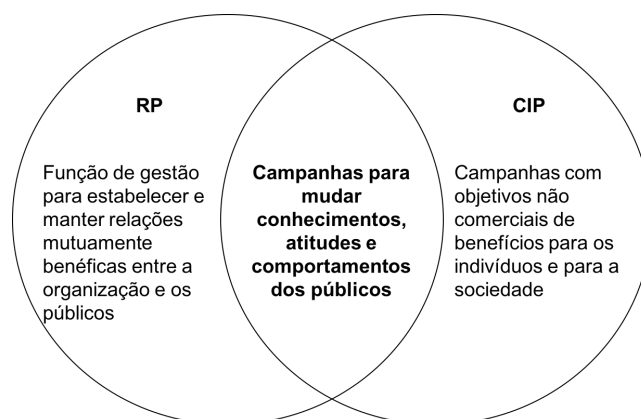 RP
Função de gestão
para estabelecer e
manter relações
mutuamente
benéficas entre a
organização e os
públicos
Campanhas para
mudar
conhecimentos,
atitudes e
comportamentos
dos públicos
CIP
Campanhas com
objetivos não
comerciais de
benefícios para os
indivíduos e para a
sociedade